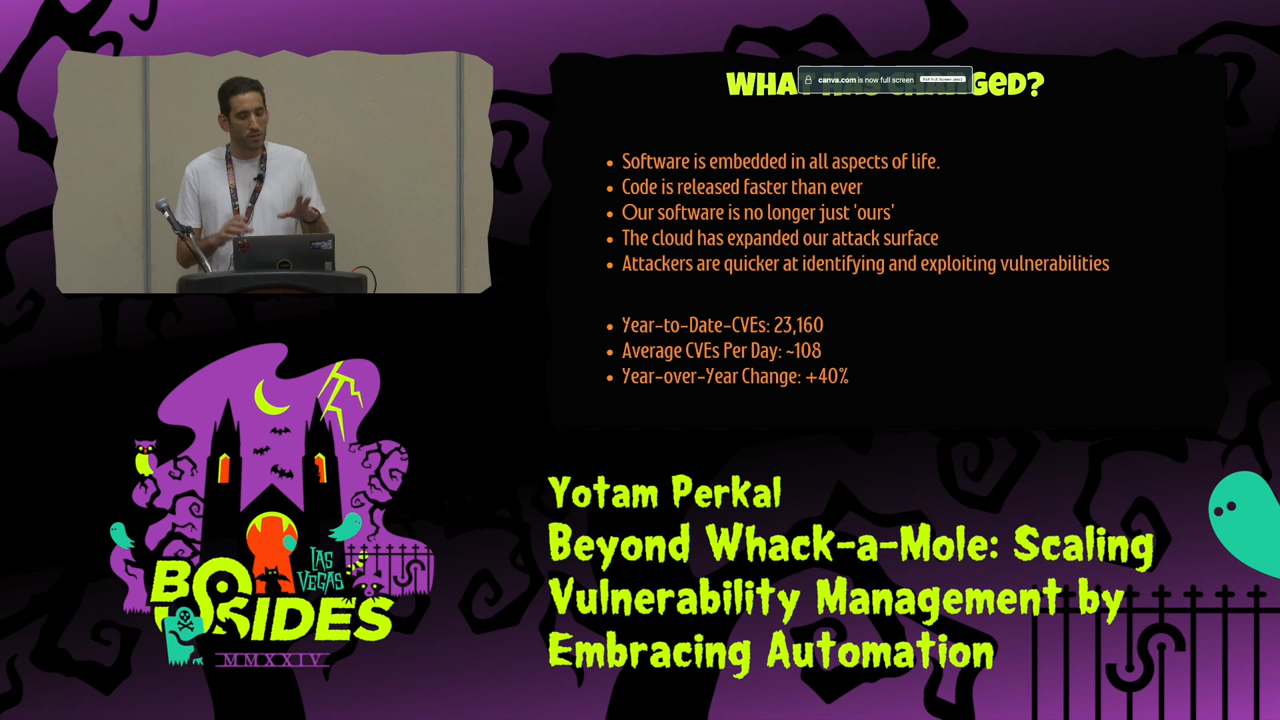 WHAT HAS CHANGED?
canva.com is now full screen
Software is embedded in all aspects of life.
Code is released faster than ever
Our software is no longer just 'ours'
The cloud has expanded our attack surface
Attackers are quicker at identifying and exploiting vulnerabilities
Year-to-Date-CVEs: 23,160
Average CVEs Per Day: ~108
Year-over-Year Change: +40%
Yotam Perkal
Beyond Whack-a-Mole: Scaling
Vulnerability Management by
Embracing Automation
LAS
VEGAS
BSIDES
MMXXIV